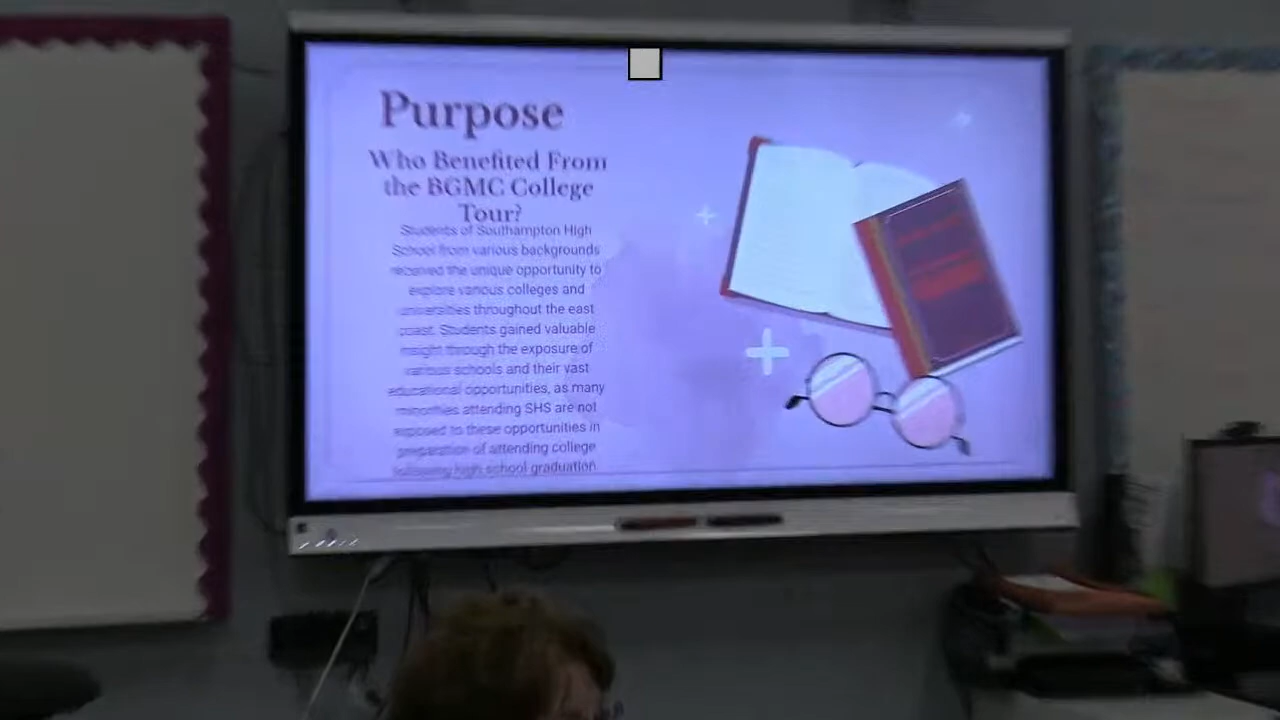 Purpose
Who Benefited From
the BGMC College
Tour?
Students of Southampton High
School from various backgrounds
received the unique opportunity to
explore various colleges and
universities throughout the east
coast. Students gained valuable
insight through the exposure of
various schools and their vast
educational opportunities, as many
minorities attending SHS are not
exposed to these opportunities in
preparation of attending college
following high school graduation